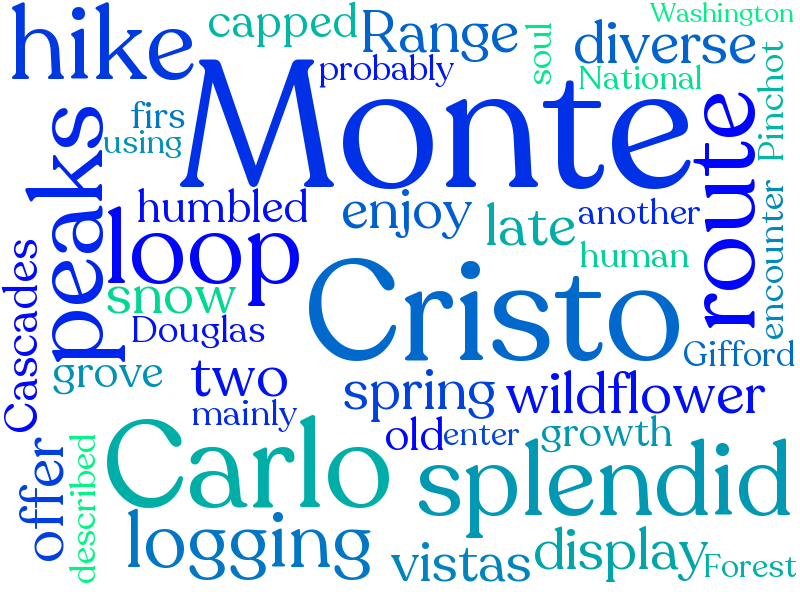 Washington
capped
Range
soul
diverse
hike
probably
National
Pinchot
Monte
firs
using
peaks
route
humbled
enjoy
late
another
encounter
loop
human
Cascades
snow
Cristo
Douglas
Gifford
grove
two
spring
wildflower
mainly
Carlo
old
enter
growth
offer
described
splendid
logging
vistas
display
Forest